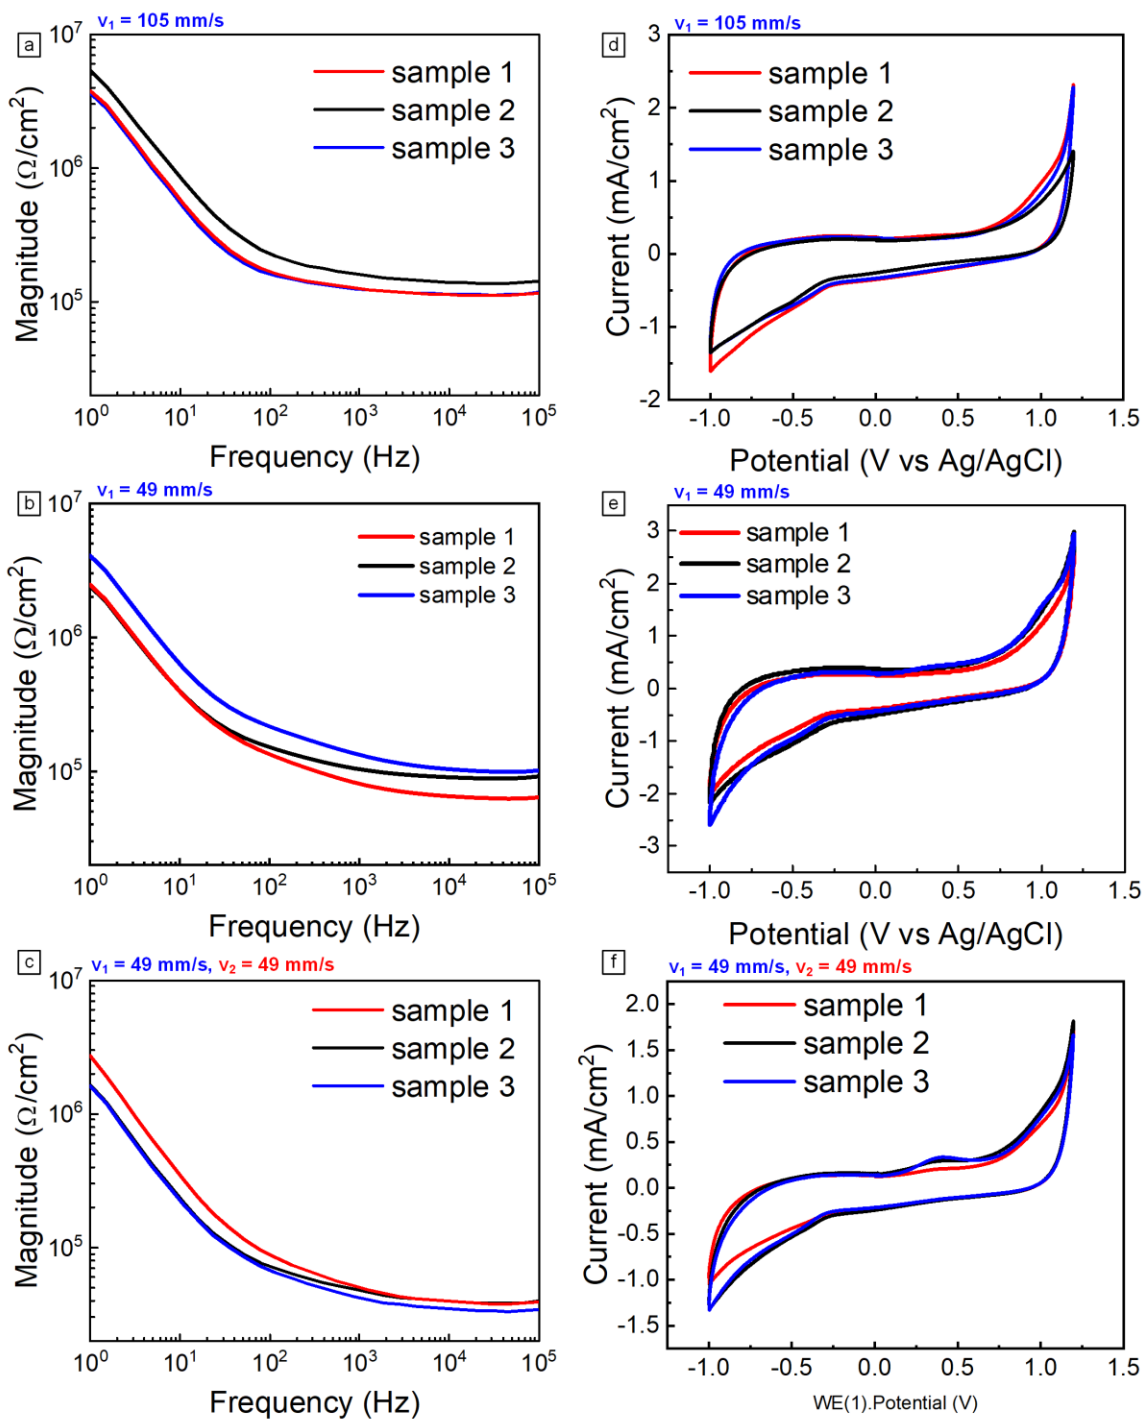 a
v₁ = 105 mm/s
10⁷
10⁶
10⁵
Magnitude (Ω/cm²)
sample 1
sample 2
sample 3
10⁰ 10¹ 10² 10³ 10⁴ 10⁵
Frequency (Hz)
d
v₁ = 105 mm/s
3
2
1
0
-1
-2
Current (mA/cm²)
sample 1
sample 2
sample 3
-1.0 -0.5 0.0 0.5 1.0 1.5
Potential (V vs Ag/AgCl)
b
v₁ = 49 mm/s
10⁷
10⁶
10⁵
Magnitude (Ω/cm²)
sample 1
sample 2
sample 3
10⁰ 10¹ 10² 10³ 10⁴ 10⁵
Frequency (Hz)
e
v₁ = 49 mm/s
3
2
1
0
-1
-2
-3
Current (mA/cm²)
sample 1
sample 2
sample 3
-1.0 -0.5 0.0 0.5 1.0 1.5
Potential (V vs Ag/AgCl)
c
v₁ = 49 mm/s, v₂ = 49 mm/s
10⁷
10⁶
10⁵
Magnitude (Ω/cm²)
sample 1
sample 2
sample 3
10⁰ 10¹ 10² 10³ 10⁴ 10⁵
Frequency (Hz)
f
v₁ = 49 mm/s, v₂ = 49 mm/s
2.0
1.5
1.0
0.5
0.0
-0.5
-1.0
-1.5
Current (mA/cm²)
sample 1
sample 2
sample 3
-1.0 -0.5 0.0 0.5 1.0 1.5
WE(1).Potential (V)